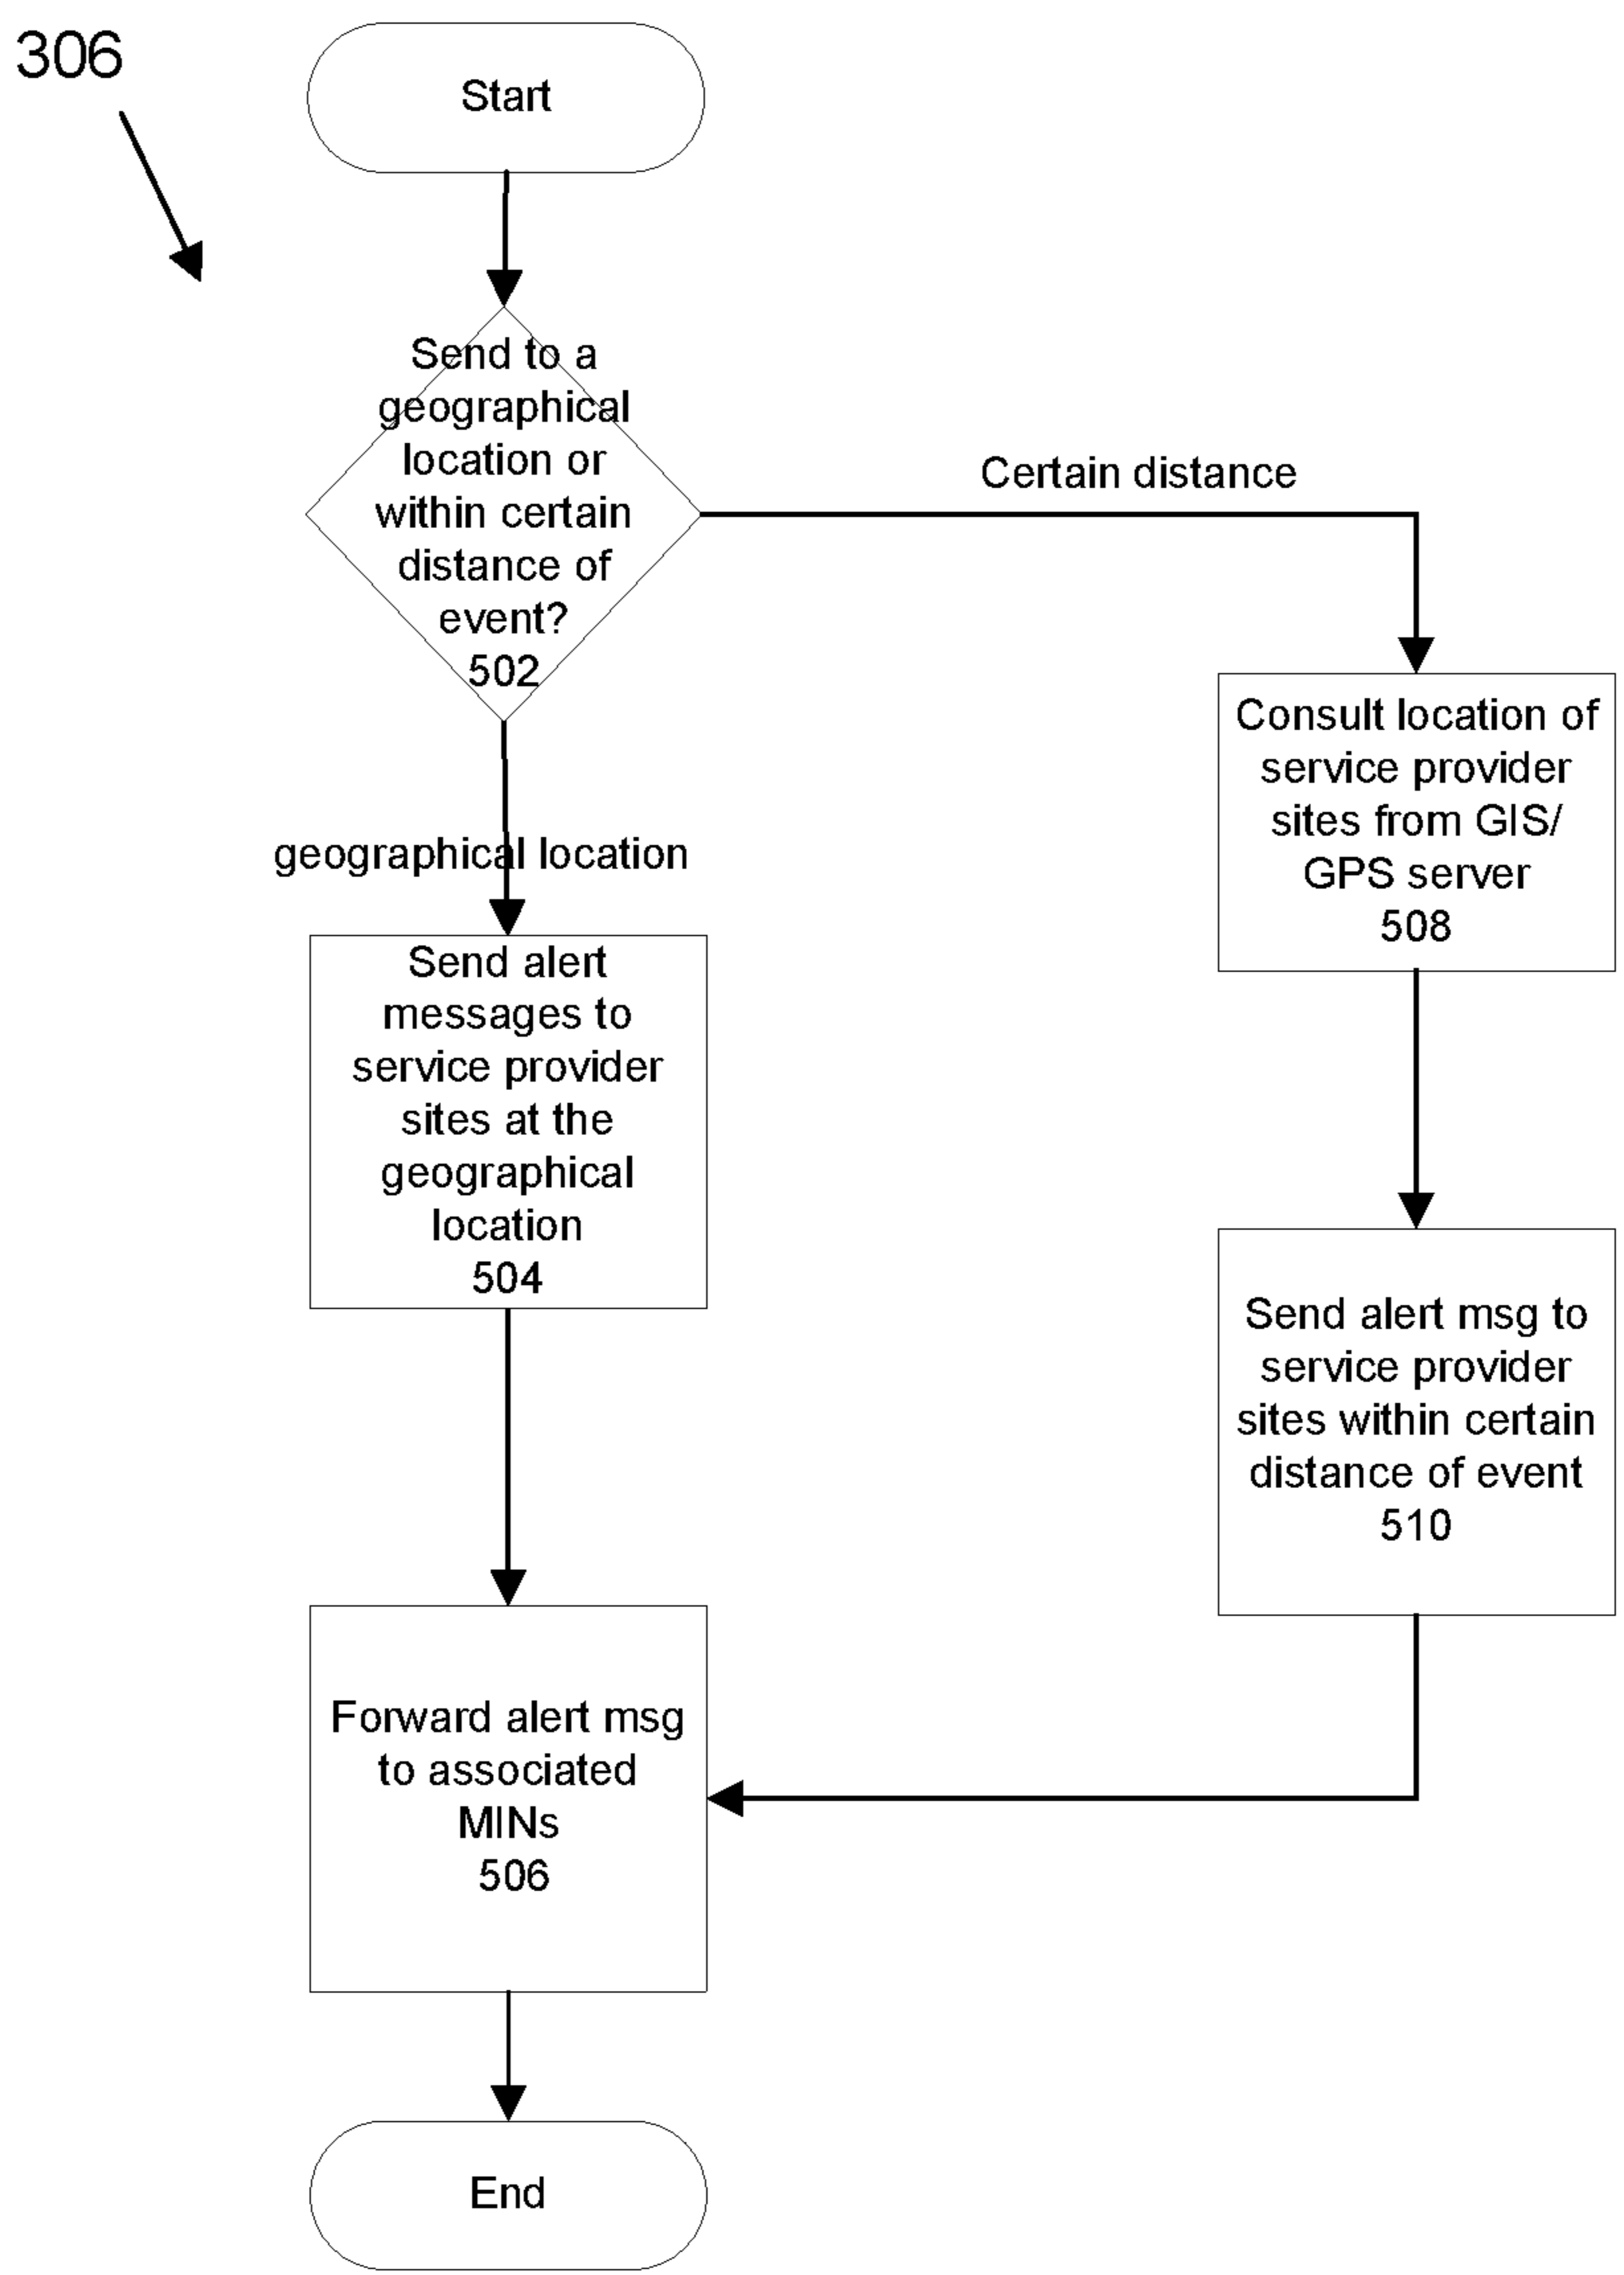 306
Start
Send to a
geographical
location or
within certain
distance of
event?
502
Certain distance
geographical location
Consult location of
service provider
sites from GIS/
GPS server
508
Send alert
messages to
service provider
sites at the
geographical
location
504
Send alert msg to
service provider
sites within certain
distance of event
510
Forward alert msg
to associated
MINs
506
End